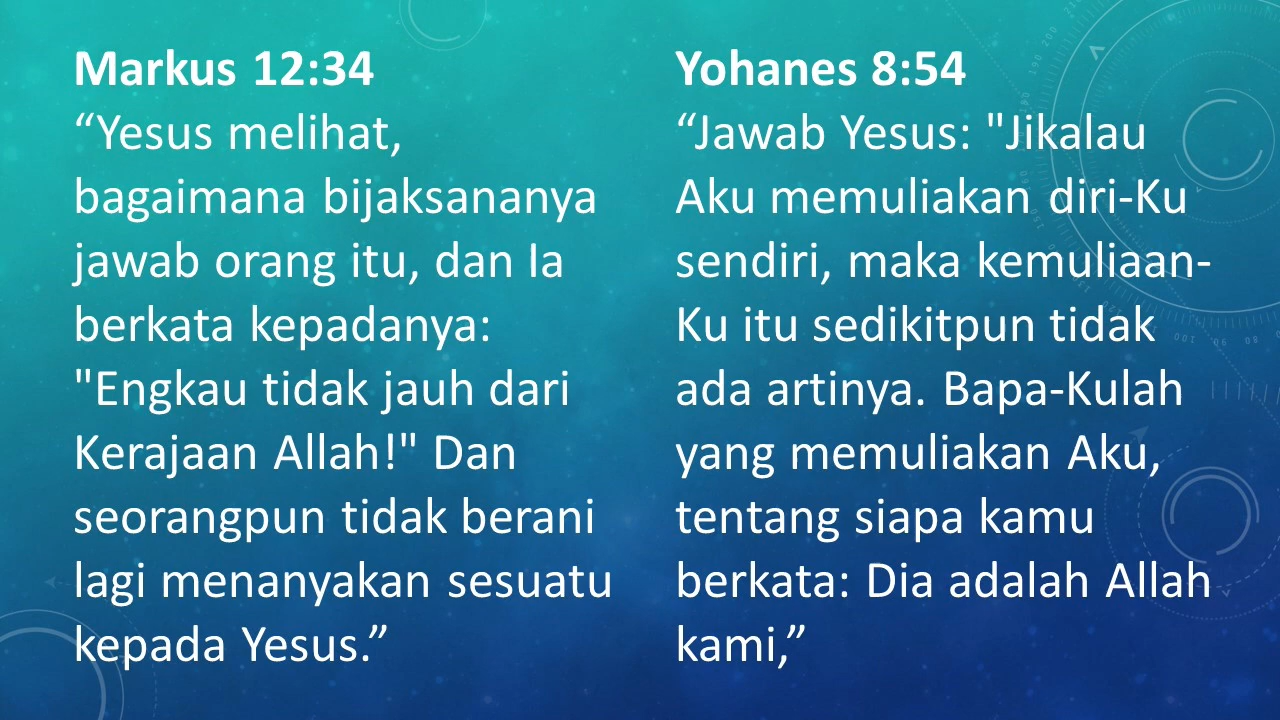 Markus 12:34
“Yesus melihat,
bagaimana bijaksananya
jawab orang itu, dan Ia
berkata kepadanya:
"Engkau tidak jauh dari
Kerajaan Allah!" Dan
seorangpun tidak berani
lagi menanyakan sesuatu
kepada Yesus.”
Yohanes 8:54
“Jawab Yesus: "Jikalau
Aku memuliakan diri-Ku
sendiri, maka kemuliaan-
Ku itu sedikitpun tidak
ada artinya. Bapa-Kulah
yang memuliakan Aku,
tentang siapa kamu
berkata: Dia adalah Allah
kami,”